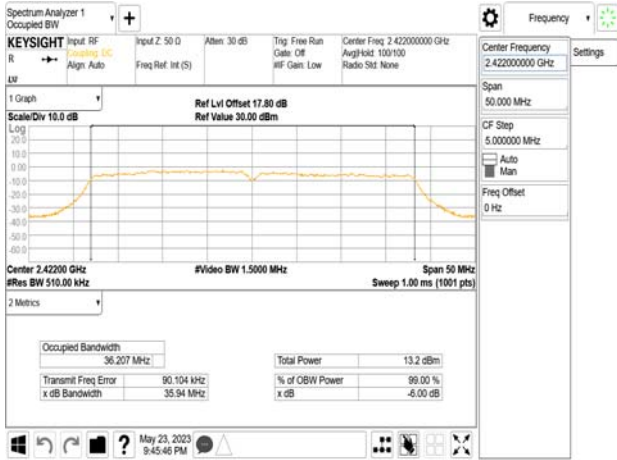 Spectrum Analyzer 1
Occupied BW
Frequency
KEYSIGHT Input: RF
R
Coupling: DC
Align: Auto
Input Z: 50 Ω
Freq Ref: Int (S)
Atten: 30 dB
Trig: Free Run
Gate: Off
#IF Gain: Low
Center Freq: 2.422000000 GHz
Avg|Hold: 100/100
Radio Std: None
Center Frequency
2.422000000 GHz
Settings
Span
50.000 MHz
CF Step
5.000000 MHz
Auto
Man
Freq Offset
0 Hz
1 Graph
Scale/Div 10.0 dB
Ref Lvl Offset 17.80 dB
Ref Value 30.00 dBm
Log
20.0
10.0
0.00
-10.0
-20.0
-30.0
-40.0
-50.0
-60.0
Center 2.42200 GHz
#Res BW 510.00 kHz
#Video BW 1.5000 MHz
Span 50 MHz
Sweep 1.00 ms (1001 pts)
2 Metrics
Occupied Bandwidth
36.207 MHz
Total Power 13.2 dBm
Transmit Freq Error 90.104 kHz
% of OBW Power 99.00 %
x dB Bandwidth 35.94 MHz
x dB -6.00 dB
May 23, 2023
9:45:46 PM